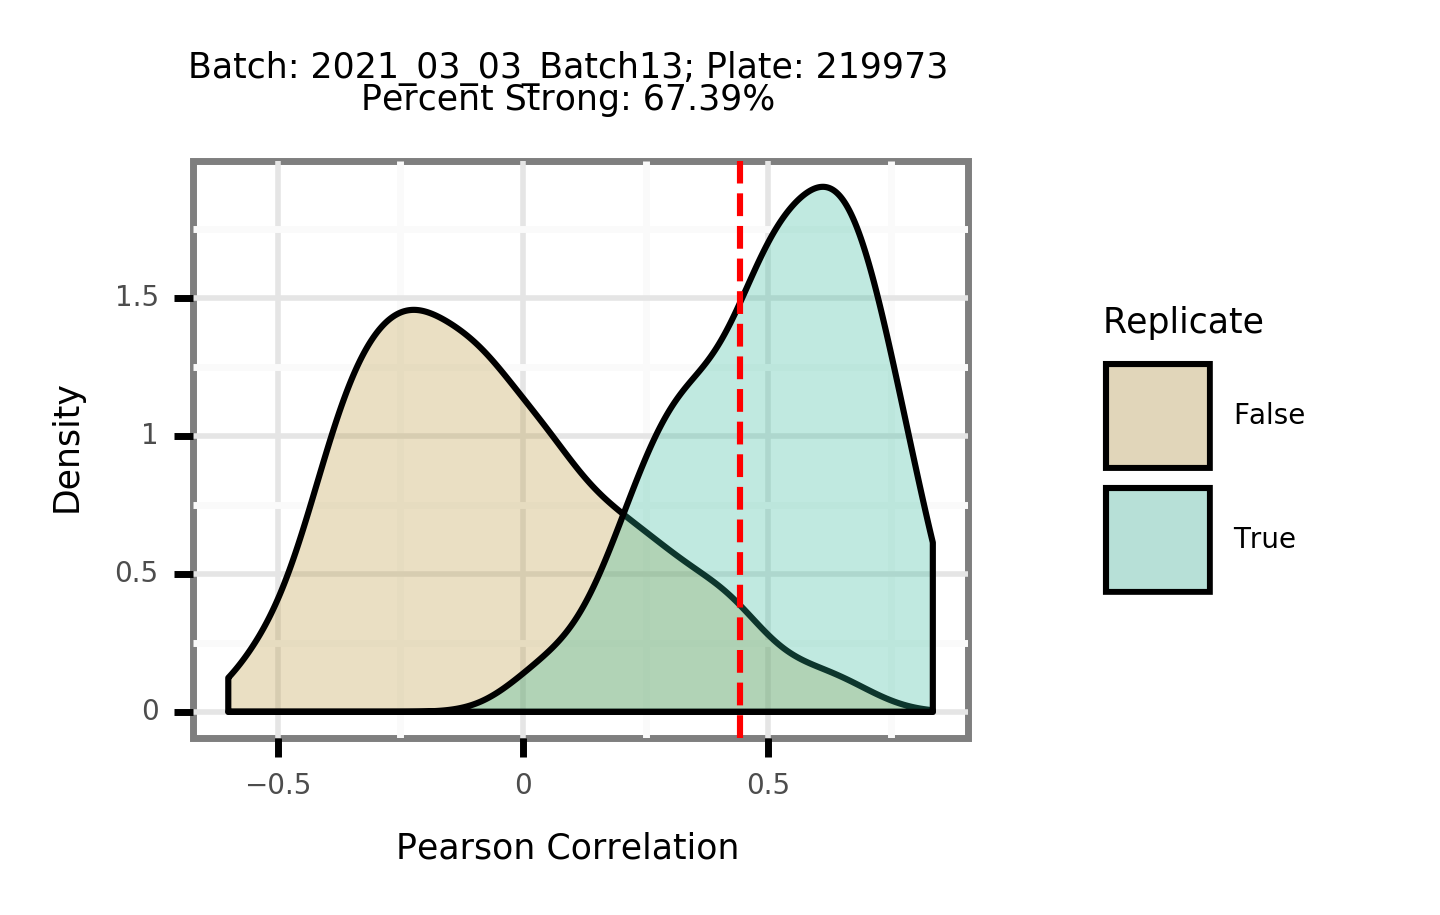 Batch: 2021_03_03_Batch13; Plate: 219973
Percent Strong: 67.39%
1.5
1
0.5
0
Density
−0.5 0 0.5
Pearson Correlation
Replicate
False
True